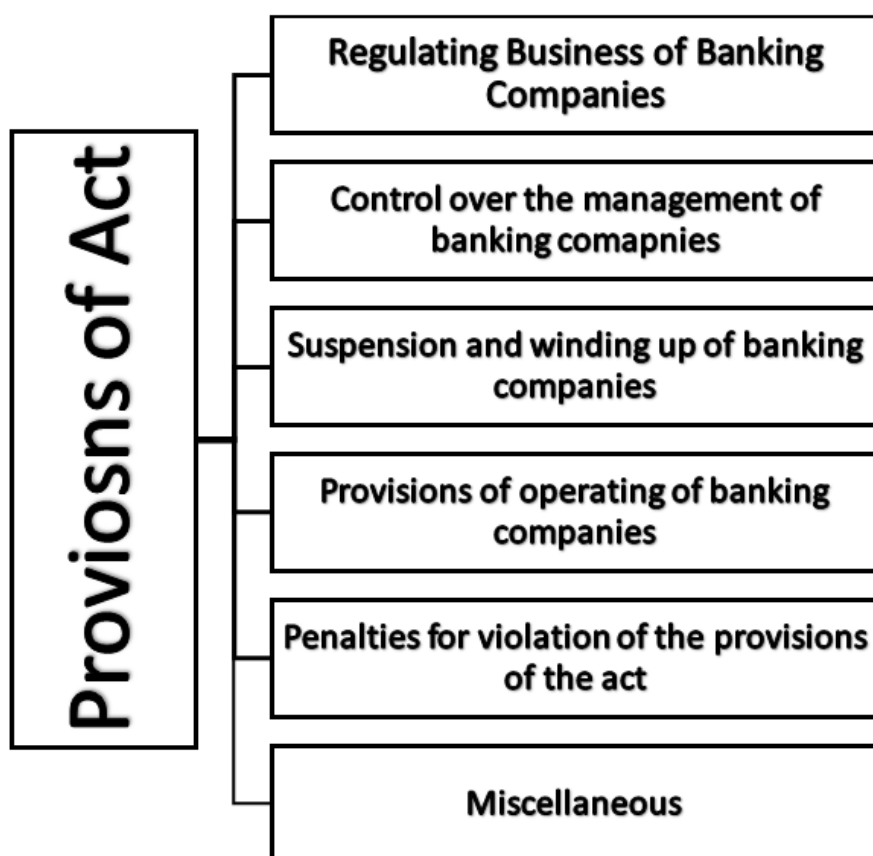 Proviosns of Act
Regulating Business of Banking
Companies
Control over the management of
banking comapnies
Suspension and winding up of banking
companies
Provisions of operating of banking
companies
Penalties for violation of the provisions
of the act
Miscellaneous